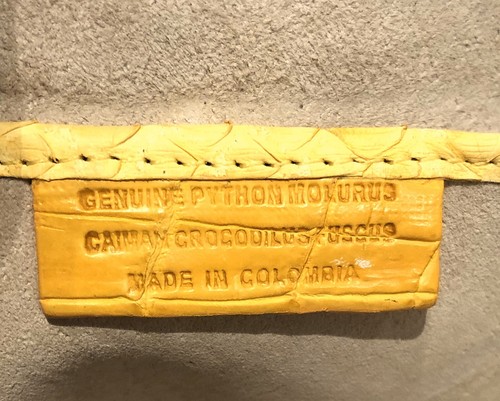 GENUINE PYTHON MOLURUS
CAIMAN CROCODILUS FUSCUS
MADE IN COLOMBIA